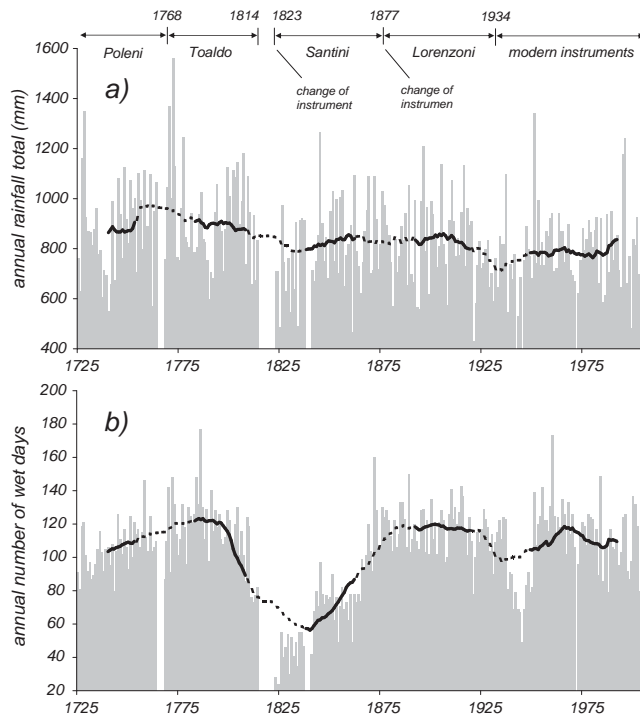 1768 1814 1823 1877 1934
Poleni Toaldo Santini Lorenzoni modern instruments
a)
change of
instrument
change of
instrumen
annual rainfall total (mm)
1600
1400
1200
1000
800
600
400
1725 1775 1825 1875 1925 1975
b)
annual number of wet days
200
180
160
140
120
100
80
60
40
20
1725 1775 1825 1875 1925 1975